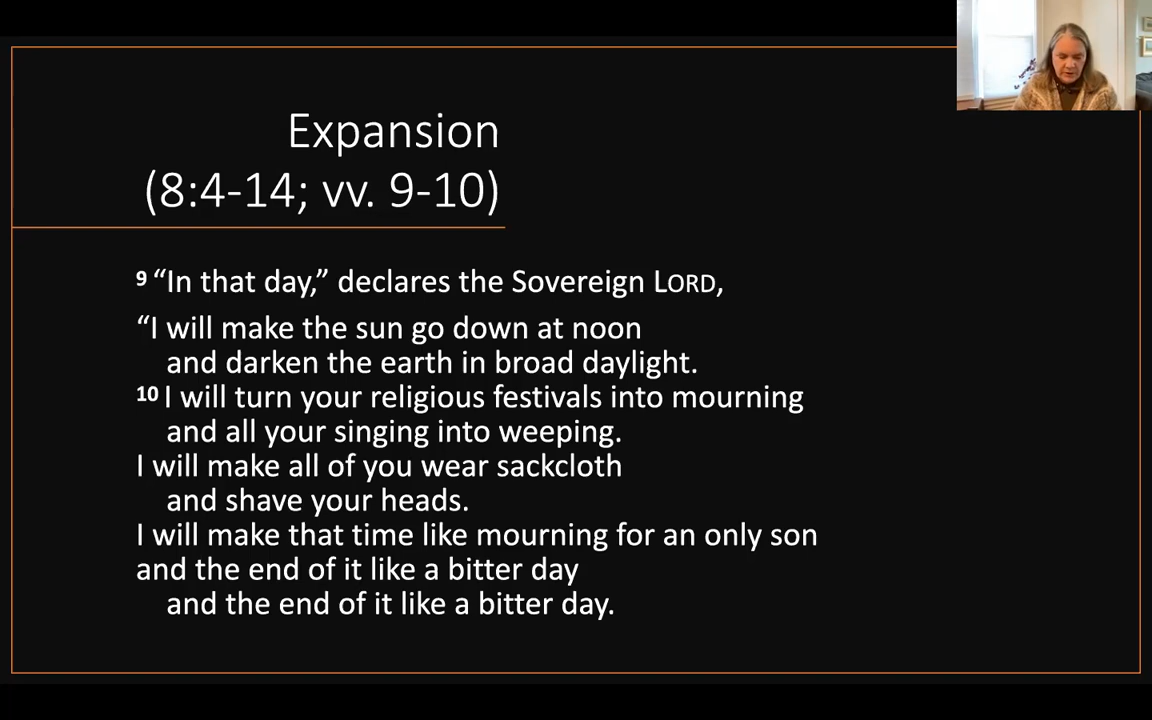 Expansion
(8:4-14; vv. 9-10)
9 “In that day,” declares the Sovereign LORD,
“I will make the sun go down at noon
and darken the earth in broad daylight.
10 I will turn your religious festivals into mourning
and all your singing into weeping.
I will make all of you wear sackcloth
and shave your heads.
I will make that time like mourning for an only son
and the end of it like a bitter day
and the end of it like a bitter day.